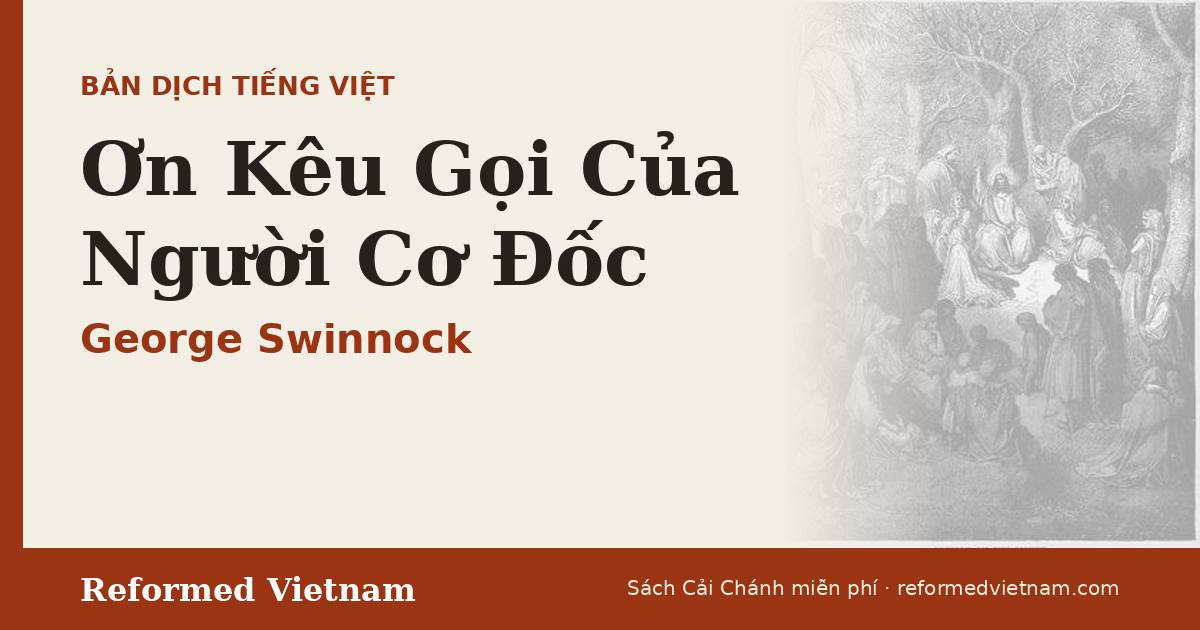 BẢN DỊCH TIẾNG VIỆT
Ơn Kêu Gọi Của
Người Cơ Đốc
George Swinnock
Reformed Vietnam
Sách Cải Chánh miễn phí · reformedvietnam.com